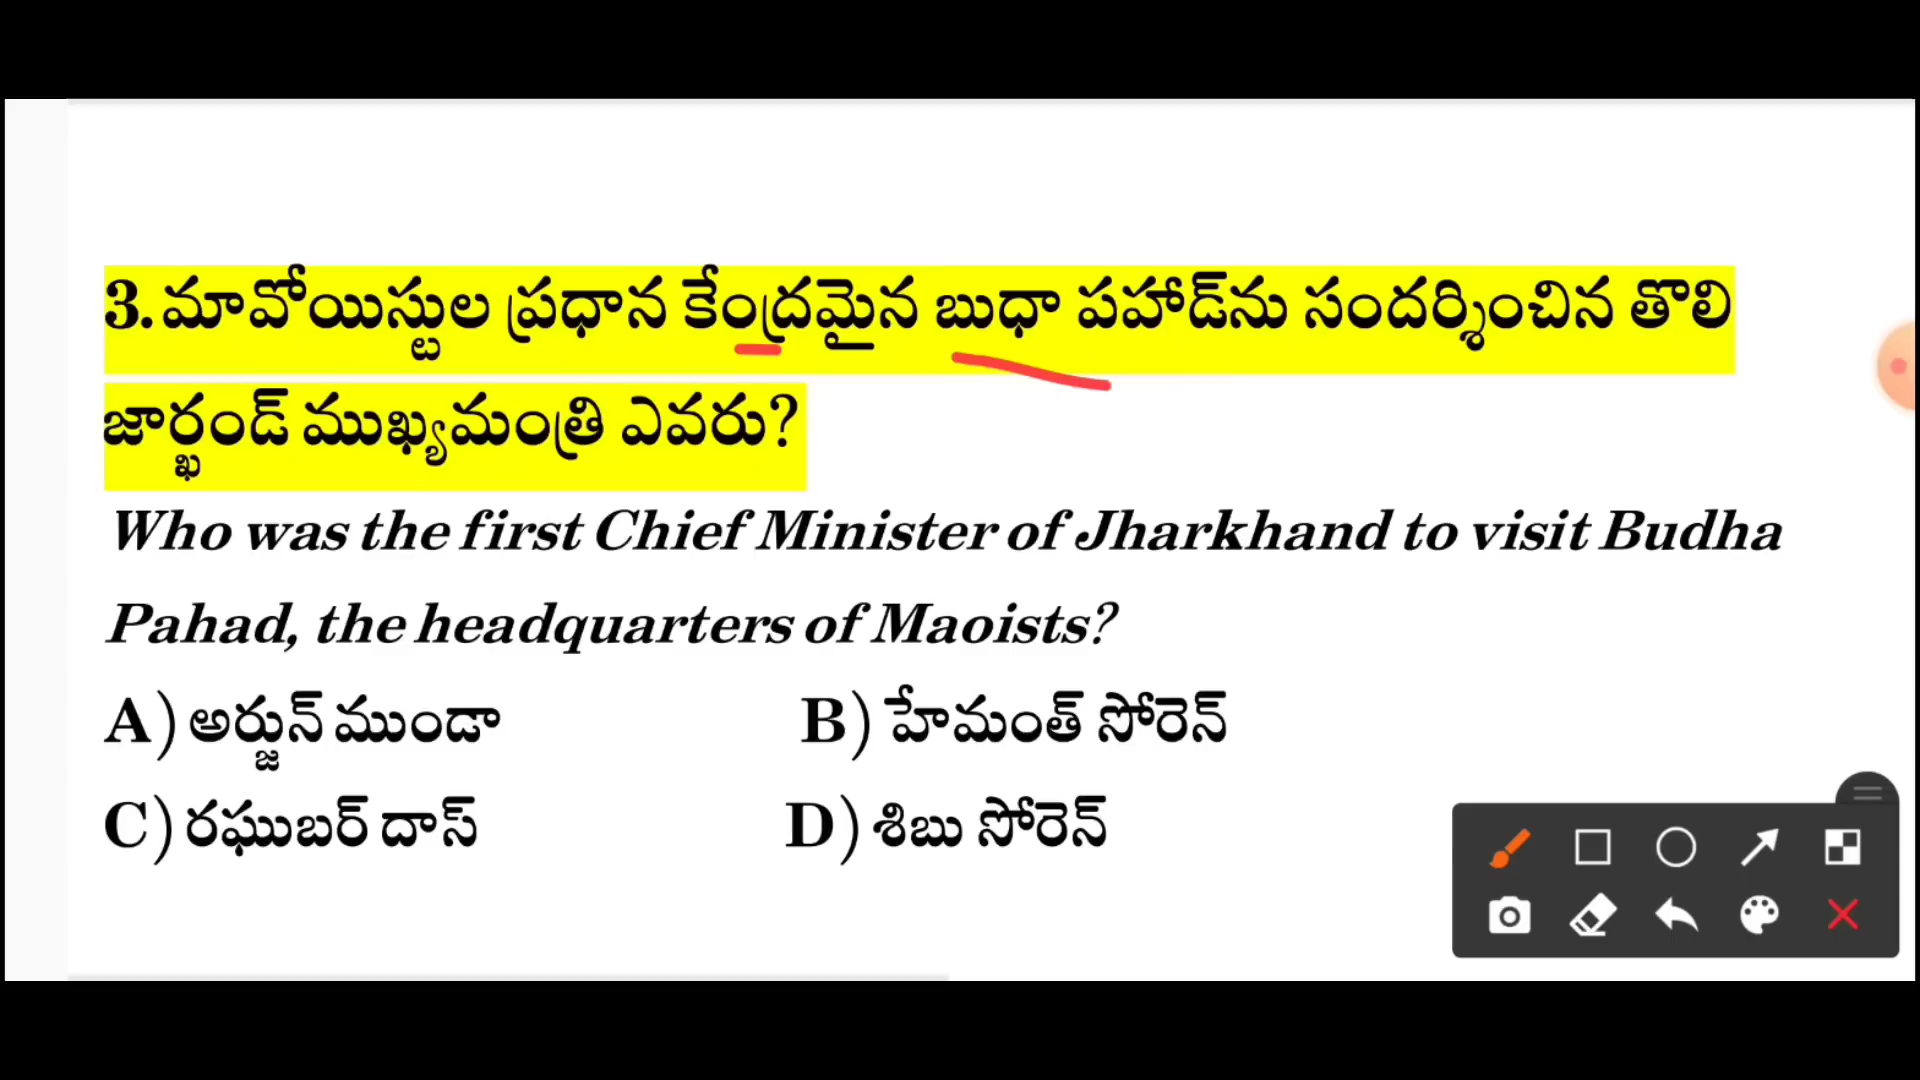 3. మావోయిస్టుల ప్రధాన కేంద్రమైన బుధా పహాడ్‌ను సందర్శించిన తొలి
జార్ఖండ్ ముఖ్యమంత్రి ఎవరు?
Who was the first Chief Minister of Jharkhand to visit Budha
Pahad, the headquarters of Maoists?
A) అర్జున్ ముండా B) హేమంత్ సోరెన్
C) రఘుబర్ దాస్ D) శిబు సోరెన్